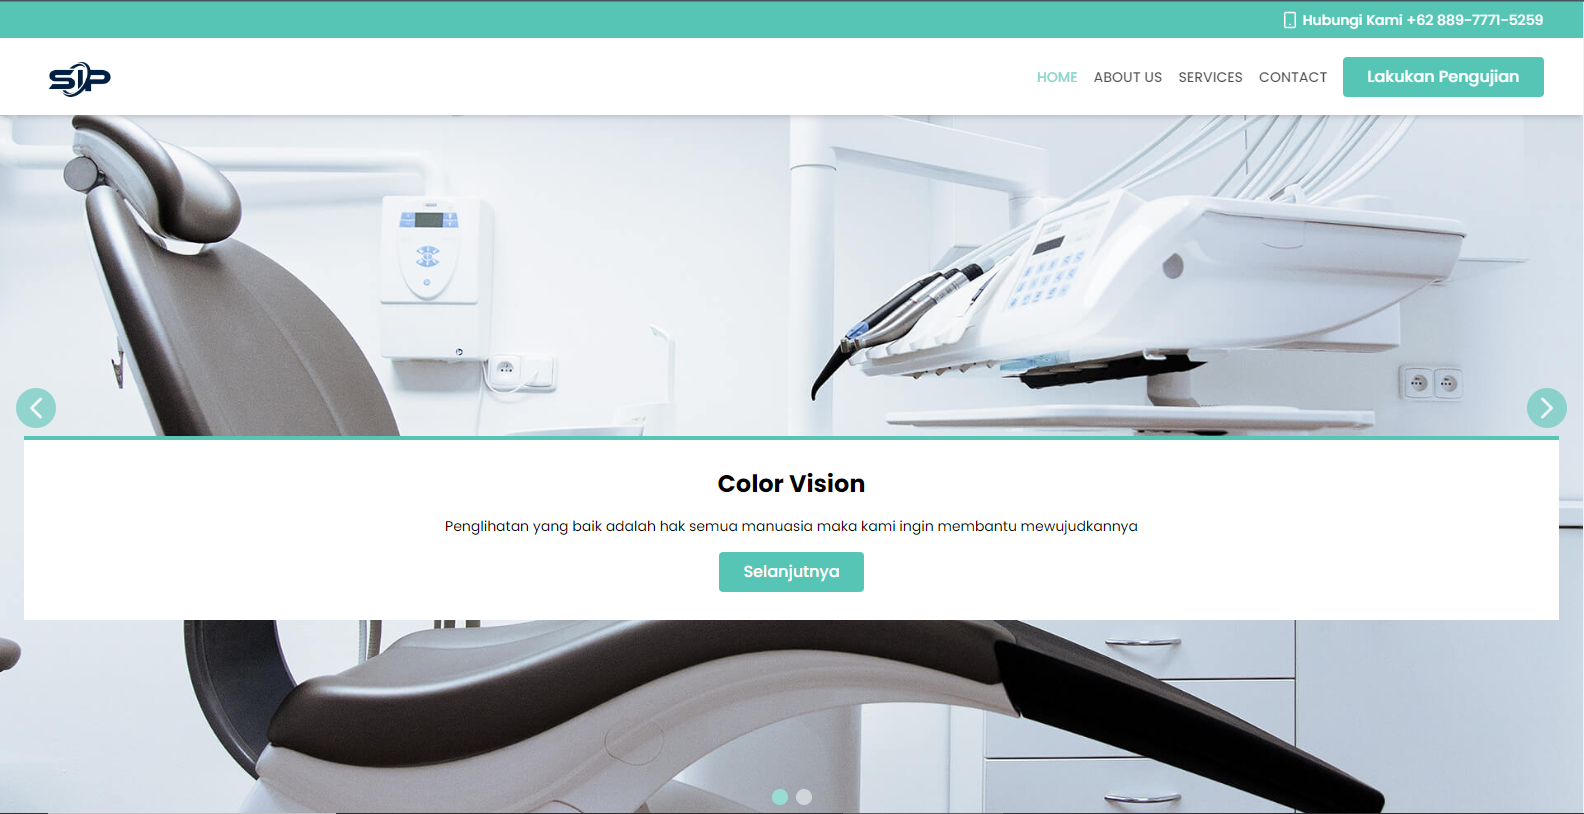 Hubungi Kami +62 889-7771-5259
SIP
HOME ABOUT US SERVICES CONTACT Lakukan Pengujian
Color Vision
Penglihatan yang baik adalah hak semua manuasia maka kami ingin membantu mewujudkannya
Selanjutnya